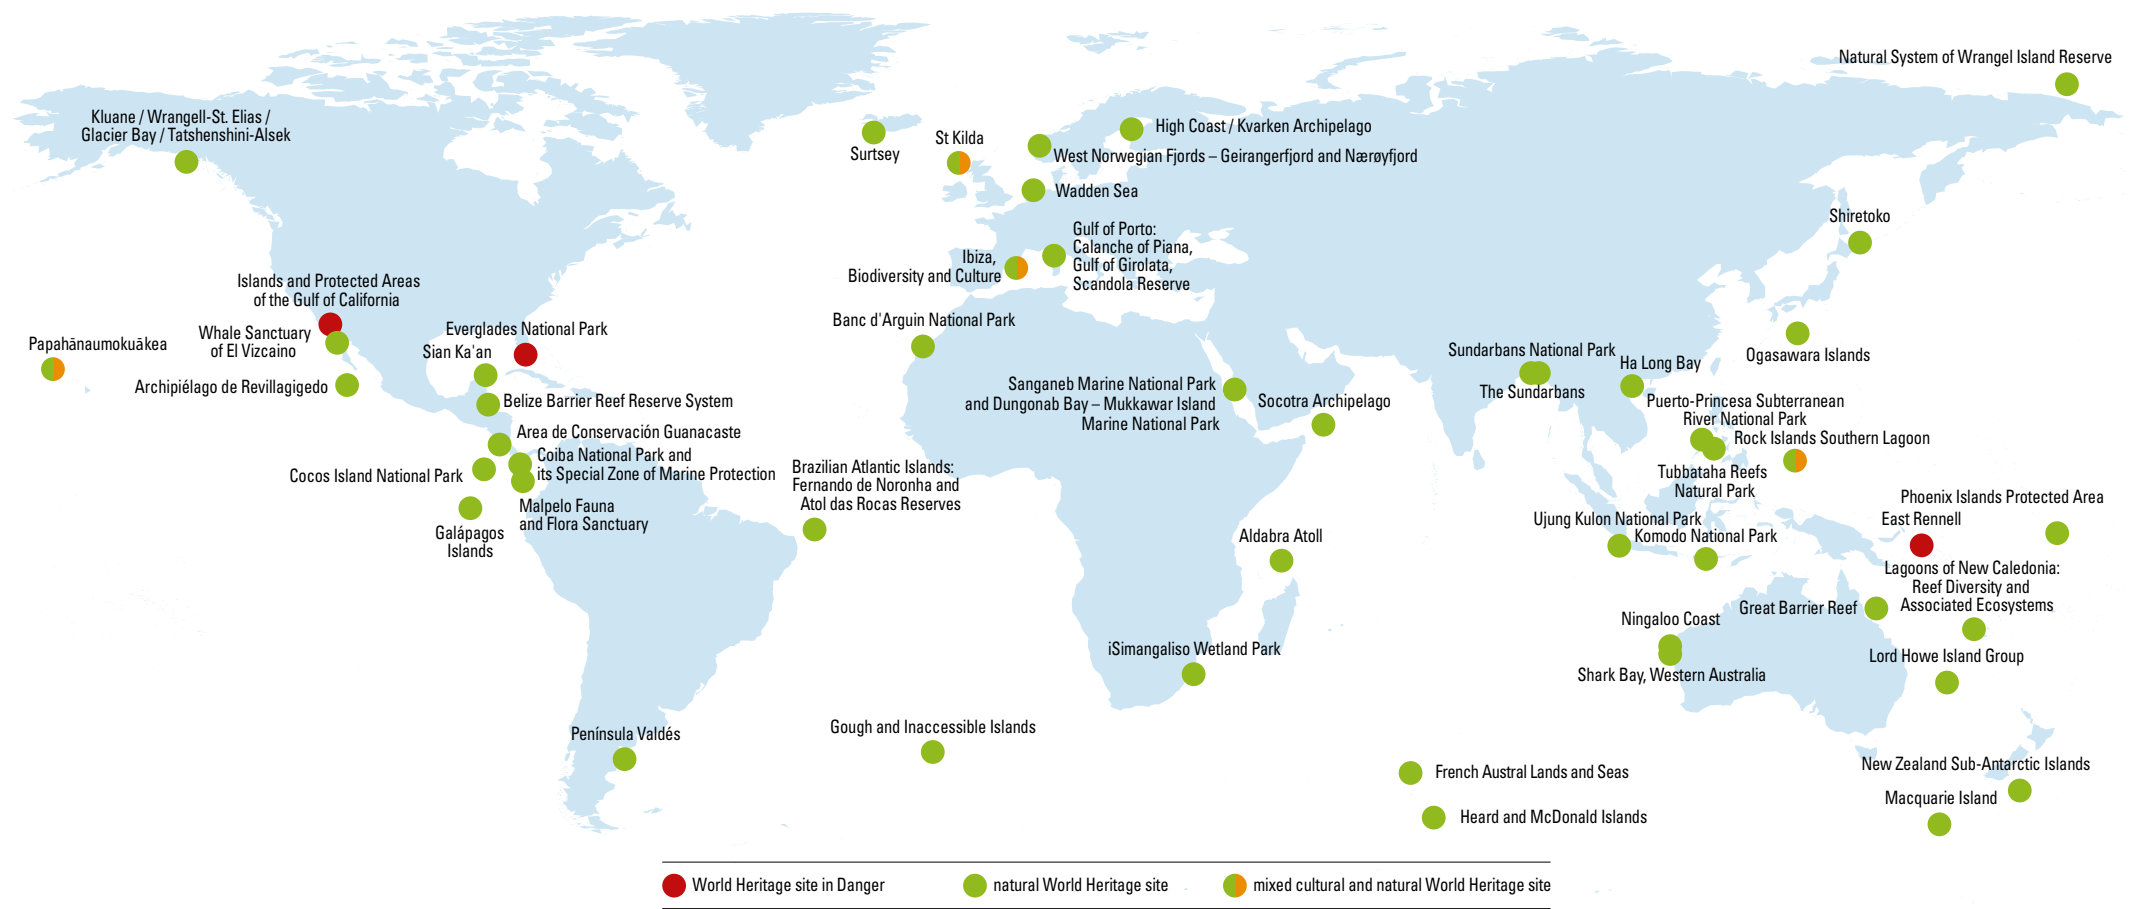 Natural System of Wrangel Island Reserve
Kluane / Wrangell-St. Elias /
Glacier Bay / Tatshenshini-Alsek
High Coast / Kvarken Archipelago
St Kilda
Surtsey
West Norwegian Fjords – Geirangerfjord and Nærøyfjord
Wadden Sea
Shiretoko
Gulf of Porto:
Calanche of Piana,
Gulf of Girolata,
Scandola Reserve
Ibiza,
Biodiversity and Culture
Islands and Protected Areas
of the Gulf of California
Whale Sanctuary
of El Vizcaino
Papahānaumokuākea
Archipiélago de Revillagigedo
Everglades National Park
Sian Ka'an
Belize Barrier Reef Reserve System
Banc d'Arguin National Park
Sanganeb Marine National Park
and Dungonab Bay – Mukkawar Island
Marine National Park
Socotra Archipelago
Sundarbans National Park
The Sundarbans
Ha Long Bay
Ogasawara Islands
Puerto-Princesa Subterranean
River National Park
Rock Islands Southern Lagoon
Tubbataha Reefs
Natural Park
Area de Conservación Guanacaste
Coiba National Park and
its Special Zone of Marine Protection
Cocos Island National Park
Malpelo Fauna
and Flora Sanctuary
Galápagos
Islands
Brazilian Atlantic Islands:
Fernando de Noronha and
Atol das Rocas Reserves
Aldabra Atoll
Ujung Kulon National Park
Komodo National Park
Phoenix Islands Protected Area
East Rennell
Lagoons of New Caledonia:
Reef Diversity and
Associated Ecosystems
Great Barrier Reef
Ningaloo Coast
Shark Bay, Western Australia
Lord Howe Island Group
iSimangaliso Wetland Park
Península Valdés
Gough and Inaccessible Islands
French Austral Lands and Seas
Heard and McDonald Islands
New Zealand Sub-Antarctic Islands
Macquarie Island
World Heritage site in Danger
natural World Heritage site
mixed cultural and natural World Heritage site